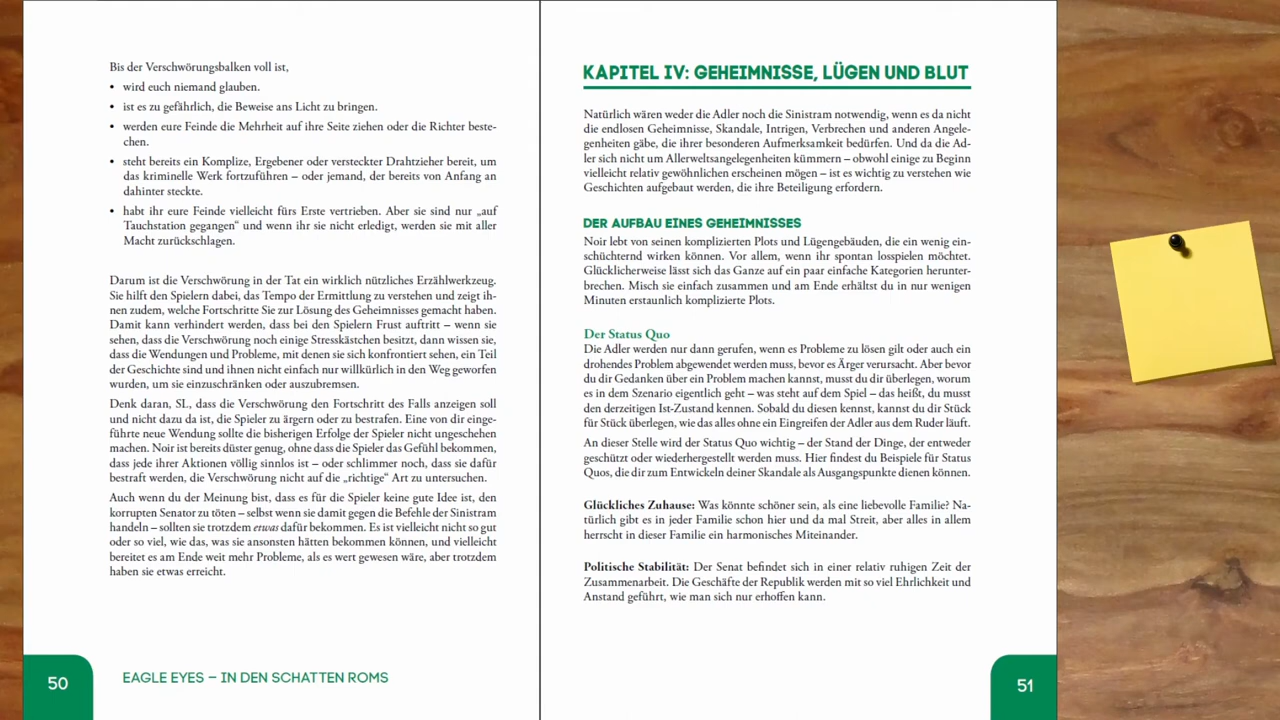 Bis der Verschwörungsbalken voll ist,
• wird euch niemand glauben.
• ist es zu gefährlich, die Beweise ans Licht zu bringen.
• werden eure Feinde die Mehrheit auf ihre Seite ziehen oder die Richter beste-
chen.
• steht bereits ein Komplize, Ergebener oder versteckter Drahtzieher bereit, um
das kriminelle Werk fortzuführen – oder jemand, der bereits von Anfang an
dahinter steckte.
• habt ihr eure Feinde vielleicht fürs Erste vertrieben. Aber sie sind nur „auf
Tauchstation gegangen“ und wenn ihr sie nicht erledigt, werden sie mit aller
Macht zurückschlagen.
Darum ist die Verschwörung in der Tat ein wirklich nützliches Erzählwerkzeug.
Sie hilft den Spielern dabei, das Tempo der Ermittlung zu verstehen und zeigt ih-
nen zudem, welche Fortschritte Sie zur Lösung des Geheimnisses gemacht haben.
Damit kann verhindert werden, dass bei den Spielern Frust auftritt – wenn sie
sehen, dass die Verschwörung noch einige Stresskästchen besitzt, dann wissen sie,
dass die Wendungen und Probleme, mit denen sie sich konfrontiert sehen, ein Teil
der Geschichte sind und ihnen nicht einfach nur willkürlich in den Weg geworfen
wurden, um sie einzuschränken oder auszubremsen.
Denk daran, SL, dass die Verschwörung den Fortschritt des Falls anzeigen soll
und nicht dazu da ist, die Spieler zu ärgern oder zu bestrafen. Eine von dir einge-
führte neue Wendung sollte die bisherigen Erfolge der Spieler nicht ungeschehen
machen. Noir ist bereits düster genug, ohne dass die Spieler das Gefühl bekommen,
dass jede ihrer Aktionen völlig sinnlos ist – oder schlimmer noch, dass sie dafür
bestraft werden, die Verschwörung nicht auf die „richtige“ Art zu untersuchen.
Auch wenn du der Meinung bist, dass es für die Spieler keine gute Idee ist, den
korrupten Senator zu töten – selbst wenn sie damit gegen die Befehle der Sinistram
handeln – sollten sie trotzdem etwas dafür bekommen. Es ist vielleicht nicht so gut
oder so viel, wie das, was sie ansonsten hätten bekommen können, und vielleicht
bereitet es am Ende weit mehr Probleme, als es wert gewesen wäre, aber trotzdem
haben sie etwas erreicht.
50
EAGLE EYES – IN DEN SCHATTEN ROMS
KAPITEL IV: GEHEIMNISSE, LÜGEN UND BLUT
Natürlich wären weder die Adler noch die Sinistram notwendig, wenn es da nicht
die endlosen Geheimnisse, Skandale, Intrigen, Verbrechen und anderen Angele-
genheiten gäbe, die ihrer besonderen Aufmerksamkeit bedürfen. Und da die Ad-
ler sich nicht um Allerweltsangelegenheiten kümmern – obwohl einige zu Beginn
vielleicht relativ gewöhnlichen erscheinen mögen – ist es wichtig zu verstehen wie
Geschichten aufgebaut werden, die ihre Beteiligung erfordern.
DER AUFBAU EINES GEHEIMNISSES
Noir lebt von seinen komplizierten Plots und Lügengebäuden, die ein wenig ein-
schüchternd wirken können. Vor allem, wenn ihr spontan losspielen möchtet.
Glücklicherweise lässt sich das Ganze auf ein paar einfache Kategorien herunter-
brechen. Misch sie einfach zusammen und am Ende erhältst du in nur wenigen
Minuten erstaunlich komplizierte Plots.
Der Status Quo
Die Adler werden nur dann gerufen, wenn es Probleme zu lösen gilt oder auch ein
drohendes Problem abgewendet werden muss, bevor es Ärger verursacht. Aber bevor
du dir Gedanken über ein Problem machen kannst, musst du dir überlegen, worum
es in dem Szenario eigentlich geht – was steht auf dem Spiel – das heißt, du musst
den derzeitigen Ist-Zustand kennen. Sobald du diesen kennst, kannst du dir Stück
für Stück überlegen, wie das alles ohne ein Eingreifen der Adler aus dem Ruder läuft.
An dieser Stelle wird der Status Quo wichtig – der Stand der Dinge, der entweder
geschützt oder wiederhergestellt werden muss. Hier findest du Beispiele für Status
Quos, die dir zum Entwickeln deiner Skandale als Ausgangspunkte dienen können.
Glückliches Zuhause: Was könnte schöner sein, als eine liebevolle Familie? Na-
türlich gibt es in jeder Familie schon hier und da mal Streit, aber alles in allem
herrscht in dieser Familie ein harmonisches Miteinander.
Politische Stabilität: Der Senat befindet sich in einer relativ ruhigen Zeit der
Zusammenarbeit. Die Geschäfte der Republik werden mit so viel Ehrlichkeit und
Anstand geführt, wie man sich nur erhoffen kann.
51